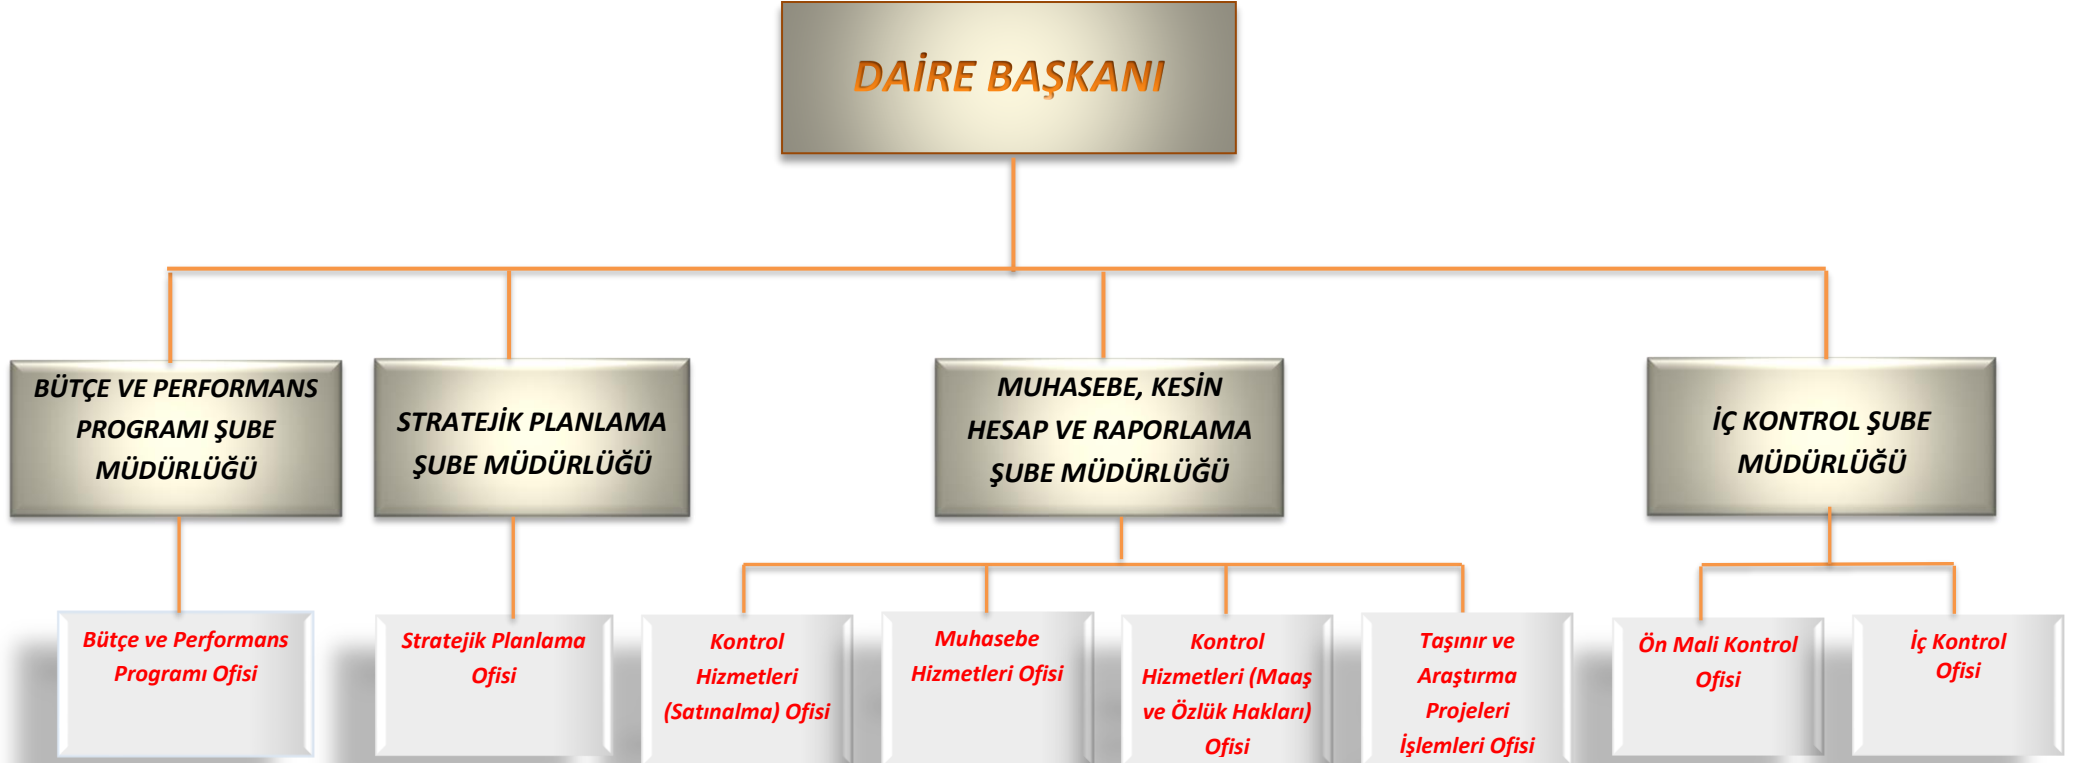 DAİRE BAŞKANI
BÜTÇE VE PERFORMANS
PROGRAMI ŞUBE
MÜDÜRLÜĞÜ
STRATEJİK PLANLAMA
ŞUBE MÜDÜRLÜĞÜ
MUHASEBE, KESİN
HESAP VE RAPORLAMA
ŞUBE MÜDÜRLÜĞÜ
İÇ KONTROL ŞUBE
MÜDÜRLÜĞÜ
Bütçe ve Performans
Programı Ofisi
Stratejik Planlama
Ofisi
Kontrol
Hizmetleri
(Satınalma) Ofisi
Muhasebe
Hizmetleri Ofisi
Kontrol
Hizmetleri (Maaş
ve Özlük Hakları)
Ofisi
Taşınır ve
Araştırma
Projeleri
İşlemleri Ofisi
Ön Mali Kontrol
Ofisi
İç Kontrol
Ofisi